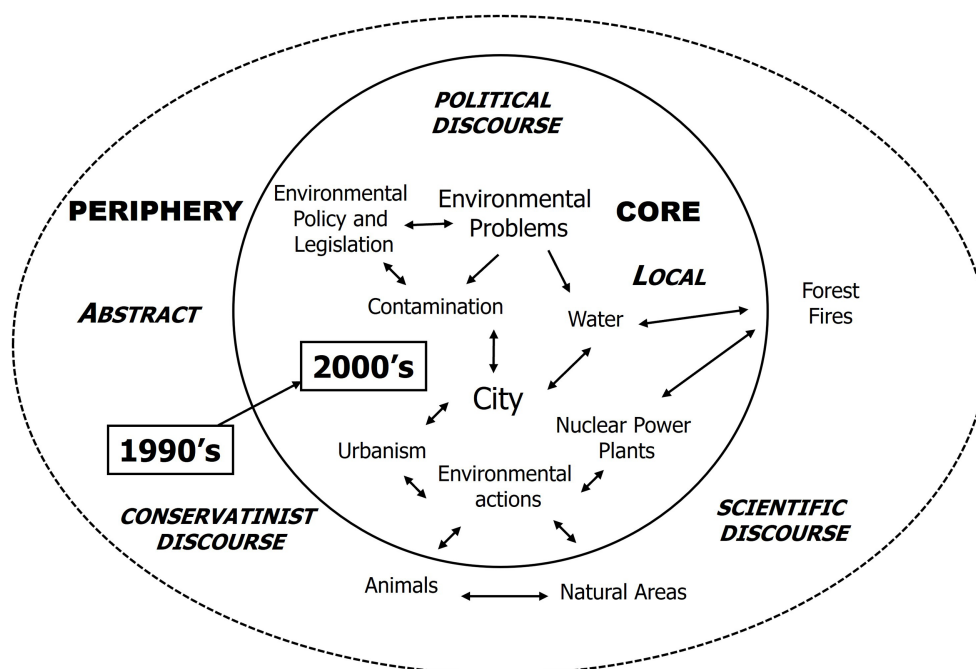 POLITICAL
DISCOURSE
Environmental
Policy and
Legislation
Environmental
Problems
PERIPHERY
CORE
ABSTRACT
LOCAL
Contamination
Water
Forest
Fires
2000's
City
1990's
Urbanism
Nuclear Power
Plants
Environmental
actions
CONSERVATINIST
DISCOURSE
SCIENTIFIC
DISCOURSE
Animals
Natural Areas